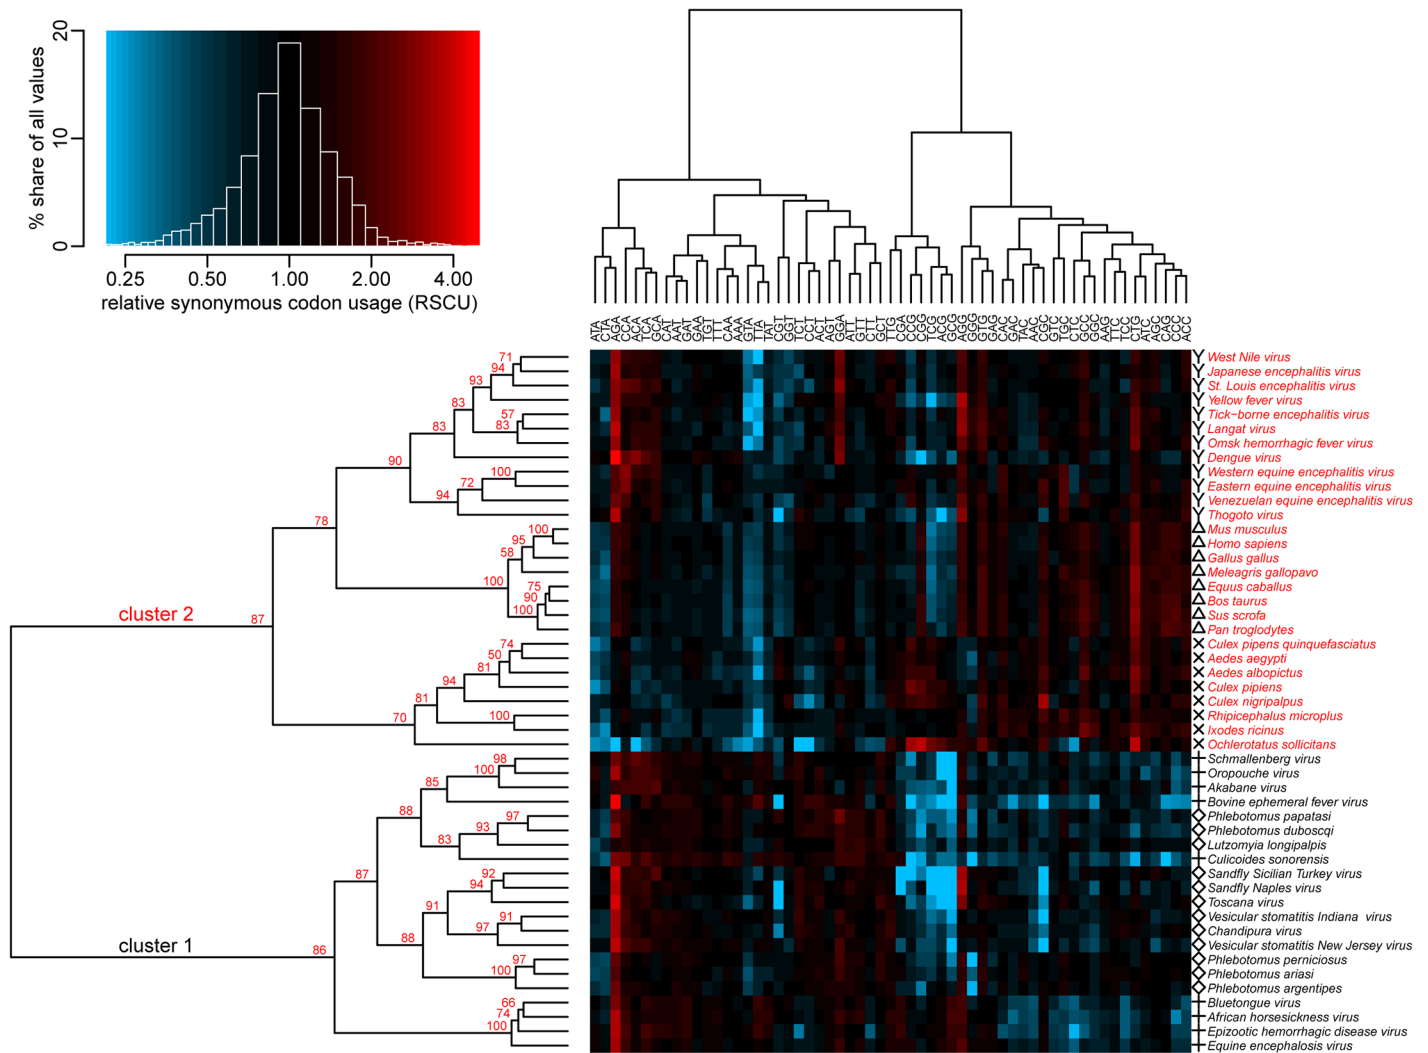 20
10
0
% share of all values
0.25 0.50 1.00 2.00 4.00
relative synonymous codon usage (RSCU)
ATA
CTA
AGA
CCA
ACA
TCA
GCA
CAT
AAT
GAT
GAA
TGT
TTT
CAA
AAA
GTA
TTA
TAT
CGT
GGT
TCT
CCT
ACT
AGT
GGA
ATT
GTT
CTT
GCT
TTG
CGA
CCG
CGG
TCG
ACG
GCG
AGG
GGG
GTG
GAG
CAC
GAC
TAC
AAC
CGC
GTC
TGC
CTC
GCC
GGC
AAG
TTC
TCC
CTG
ATC
AGC
CAG
CCC
ACC
71
94
93
83
57
83
83
90
100
72
94
78
100
95
58
100
75
90
100
cluster 2
87
74
50
81
94
81
100
70
98
100
85
88
97
93
83
87
92
94
91
91
97
88
cluster 1
86
97
100
66
74
100
West Nile virus
Japanese encephalitis virus
St. Louis encephalitis virus
Yellow fever virus
Tick−borne encephalitis virus
Langat virus
Omsk hemorrhagic fever virus
Dengue virus
Western equine encephalitis virus
Eastern equine encephalitis virus
Venezuelan equine encephalitis virus
Thogoto virus
Mus musculus
Homo sapiens
Gallus gallus
Meleagris gallopavo
Equus caballus
Bos taurus
Sus scrofa
Pan troglodytes
Culex pipens quinquefasciatus
Aedes aegypti
Aedes albopictus
Culex pipiens
Culex nigripalpus
Rhipicephalus microplus
Ixodes ricinus
Ochlerotatus sollicitans
Schmallenberg virus
Oropouche virus
Akabane virus
Bovine ephemeral fever virus
Phlebotomus papatasi
Phlebotomus duboscqi
Lutzomyia longipalpis
Culicoides sonorensis
Sandfly Sicilian Turkey virus
Sandfly Naples virus
Toscana virus
Vesicular stomatitis Indiana virus
Chandipura virus
Vesicular stomatitis New Jersey virus
Phlebotomus perniciosus
Phlebotomus ariasi
Phlebotomus argentipes
Bluetongue virus
African horsesickness virus
Epizootic hemorrhagic disease virus
Equine encephalosis virus